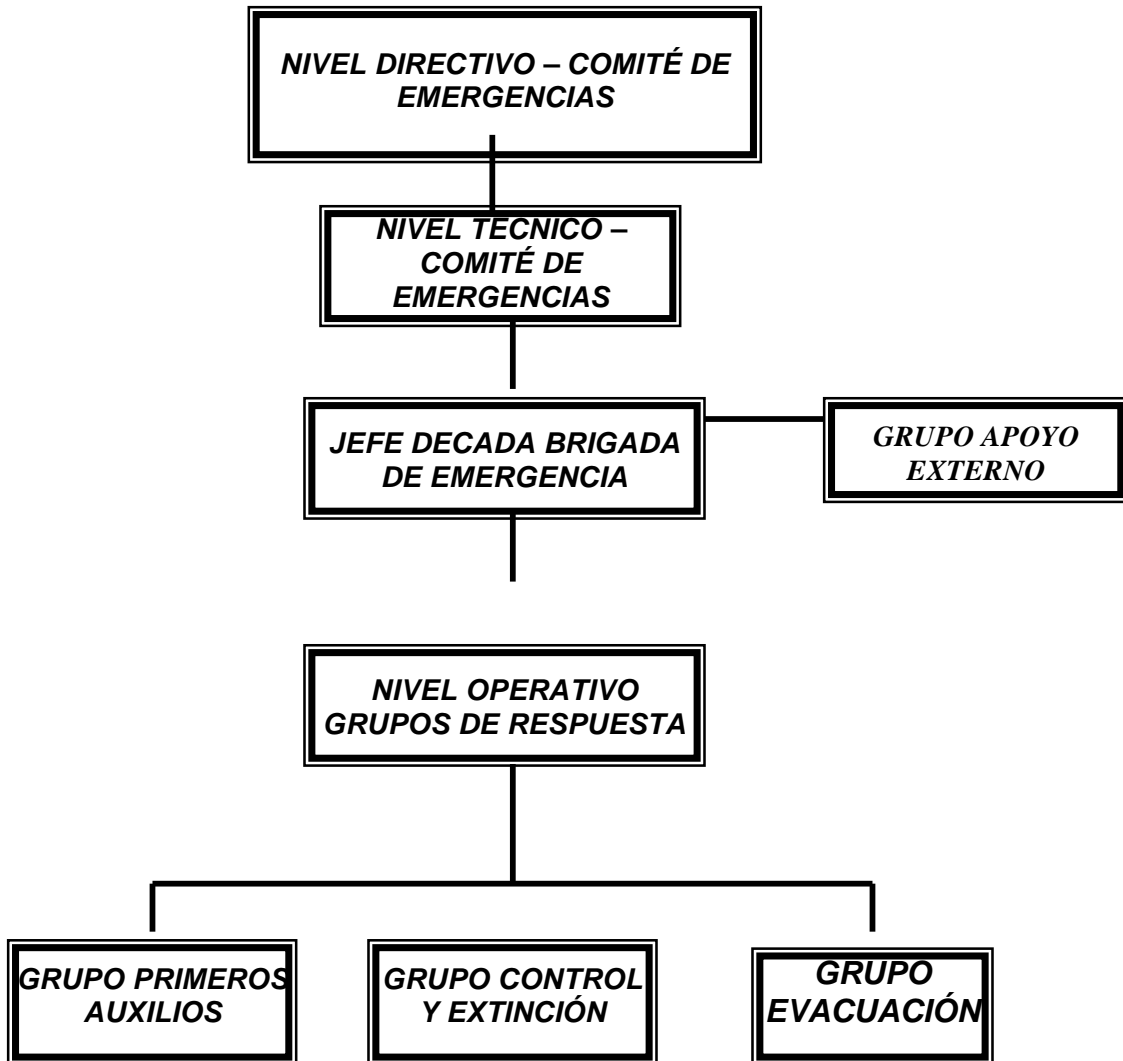 NIVEL DIRECTIVO – COMITÉ DE
EMERGENCIAS
NIVEL TECNICO –
COMITÉ DE
EMERGENCIAS
JEFE DECADA BRIGADA
DE EMERGENCIA
GRUPO APOYO
EXTERNO
NIVEL OPERATIVO
GRUPOS DE RESPUESTA
GRUPO PRIMEROS
AUXILIOS
GRUPO CONTROL
Y EXTINCIÓN
GRUPO
EVACUACIÓN